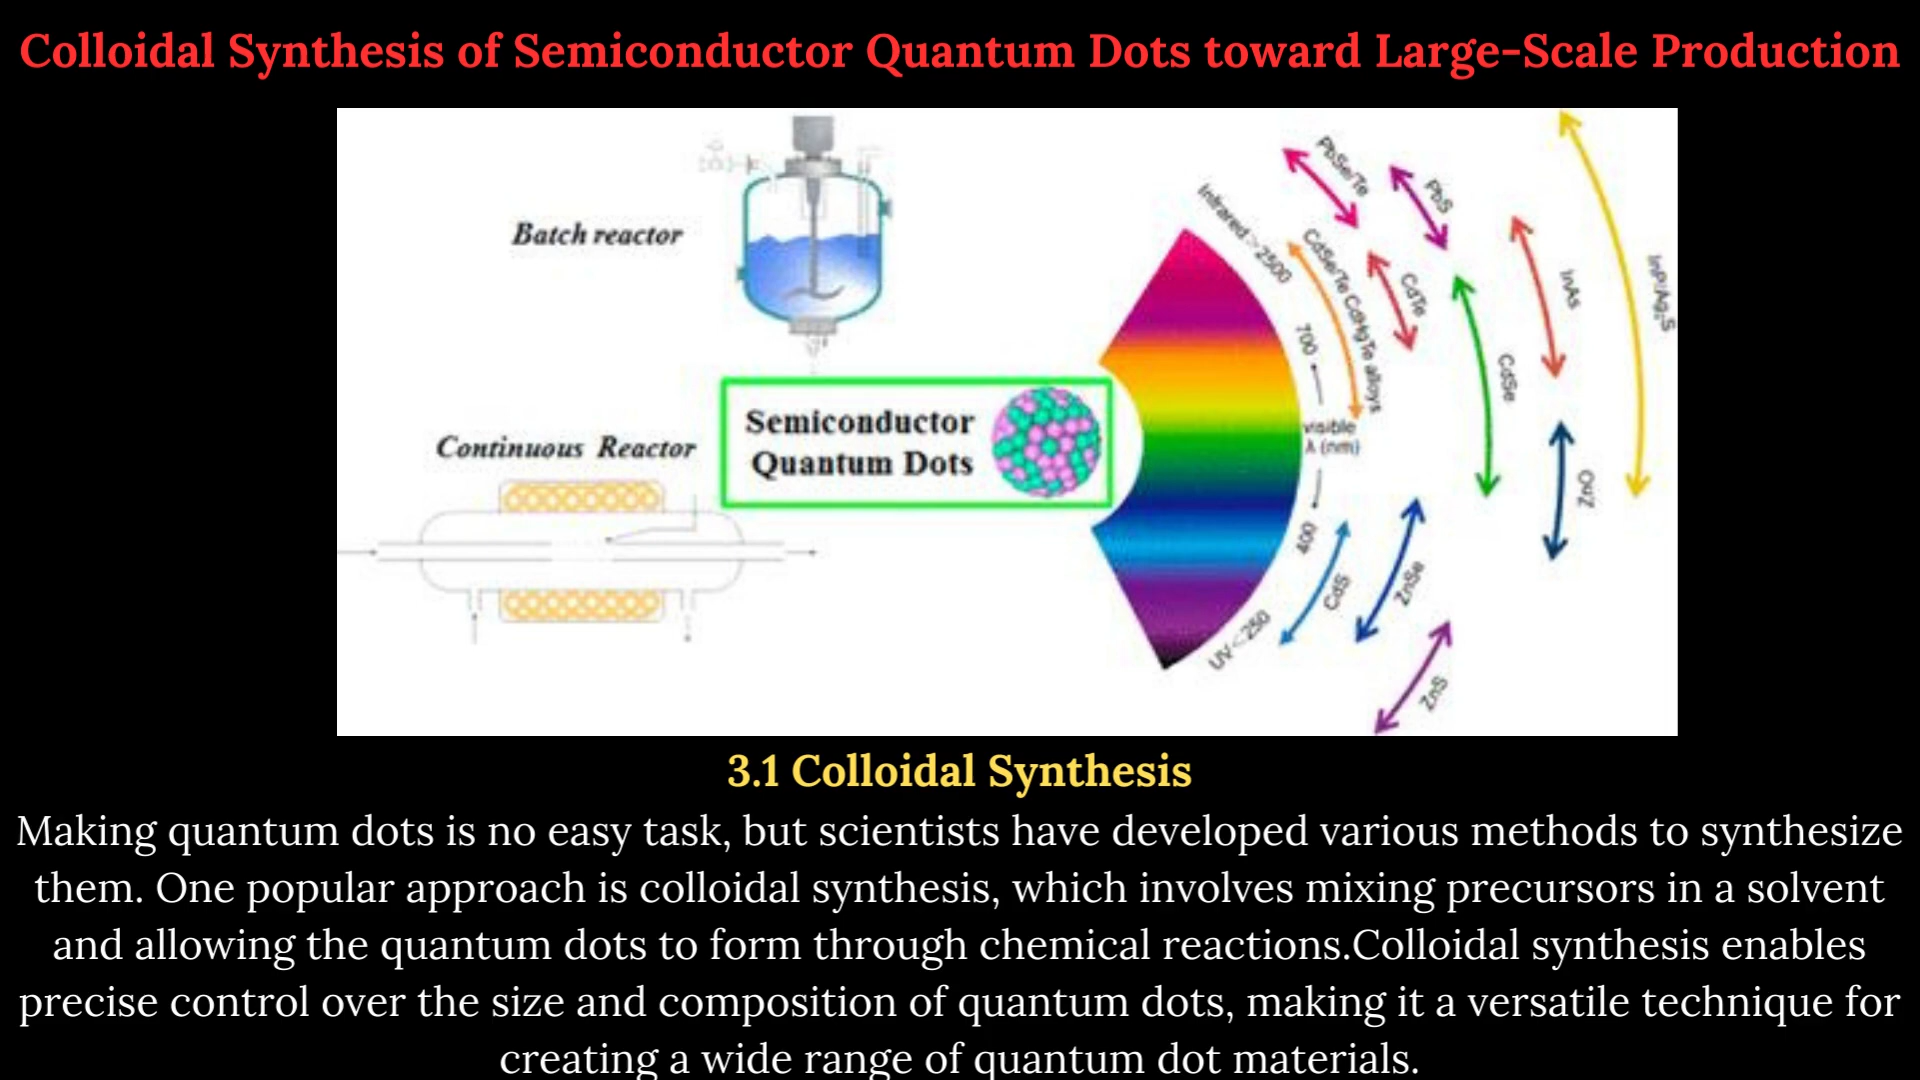 Colloidal Synthesis of Semiconductor Quantum Dots toward Large-Scale Production
Batch reactor
Continuous Reactor
Semiconductor
Quantum Dots
Infrared > 2500
700
visible
λ (nm)
400
UV < 250
PbSe/Te
PbS
CdSe/Te CdHgTe alloys
CdTe
CdSe
InAs
InP/Ag₂S
ZnO
CdS
ZnSe
ZnS
3.1 Colloidal Synthesis
Making quantum dots is no easy task, but scientists have developed various methods to synthesize
them. One popular approach is colloidal synthesis, which involves mixing precursors in a solvent
and allowing the quantum dots to form through chemical reactions.Colloidal synthesis enables
precise control over the size and composition of quantum dots, making it a versatile technique for
creating a wide range of quantum dot materials.